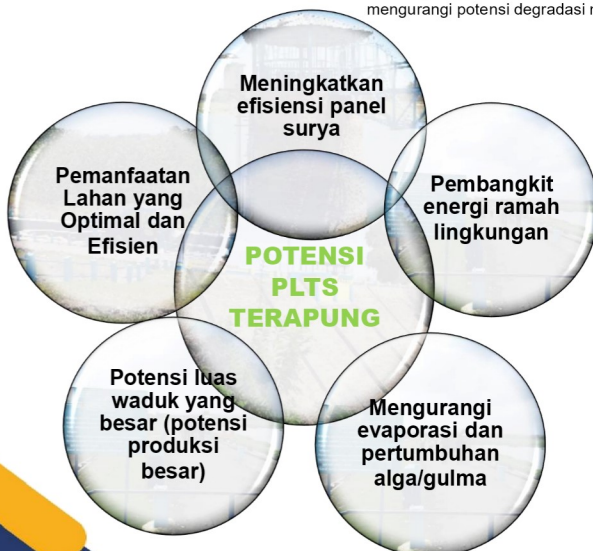 mengurangi potensi degradasi
Meningkatkan
efisiensi panel
surya
Pemanfaatan
Lahan yang
Optimal dan
Efisien
Pembangkit
energi ramah
lingkungan
POTENSI
PLTS
TERAPUNG
Potensi luas
waduk yang
besar (potensi
produksi
besar)
Mengurangi
evaporasi dan
pertumbuhan
alga/gulma